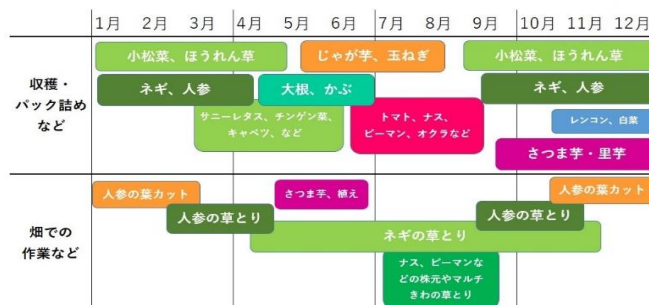 1月 2月 3月 4月 5月 6月 7月 8月 9月 10月 11月 12月
収穫・
パック詰め
など
小松菜、ほうれん草
じゃが芋、玉ねぎ
小松菜、ほうれん草
ネギ、人参
大根、かぶ
ネギ、人参
サニーレタス、チンゲン菜、
キャベツ、など
トマト、ナス、
ピーマン、オクラなど
レンコン、白菜
さつま芋・里芋
畑での
作業など
人参の葉カット
さつま芋、植え
人参の葉カット
人参の草とり
人参の草とり
ネギの草とり
ナス、ピーマンな
どの株元やマルチ
きわの草とり